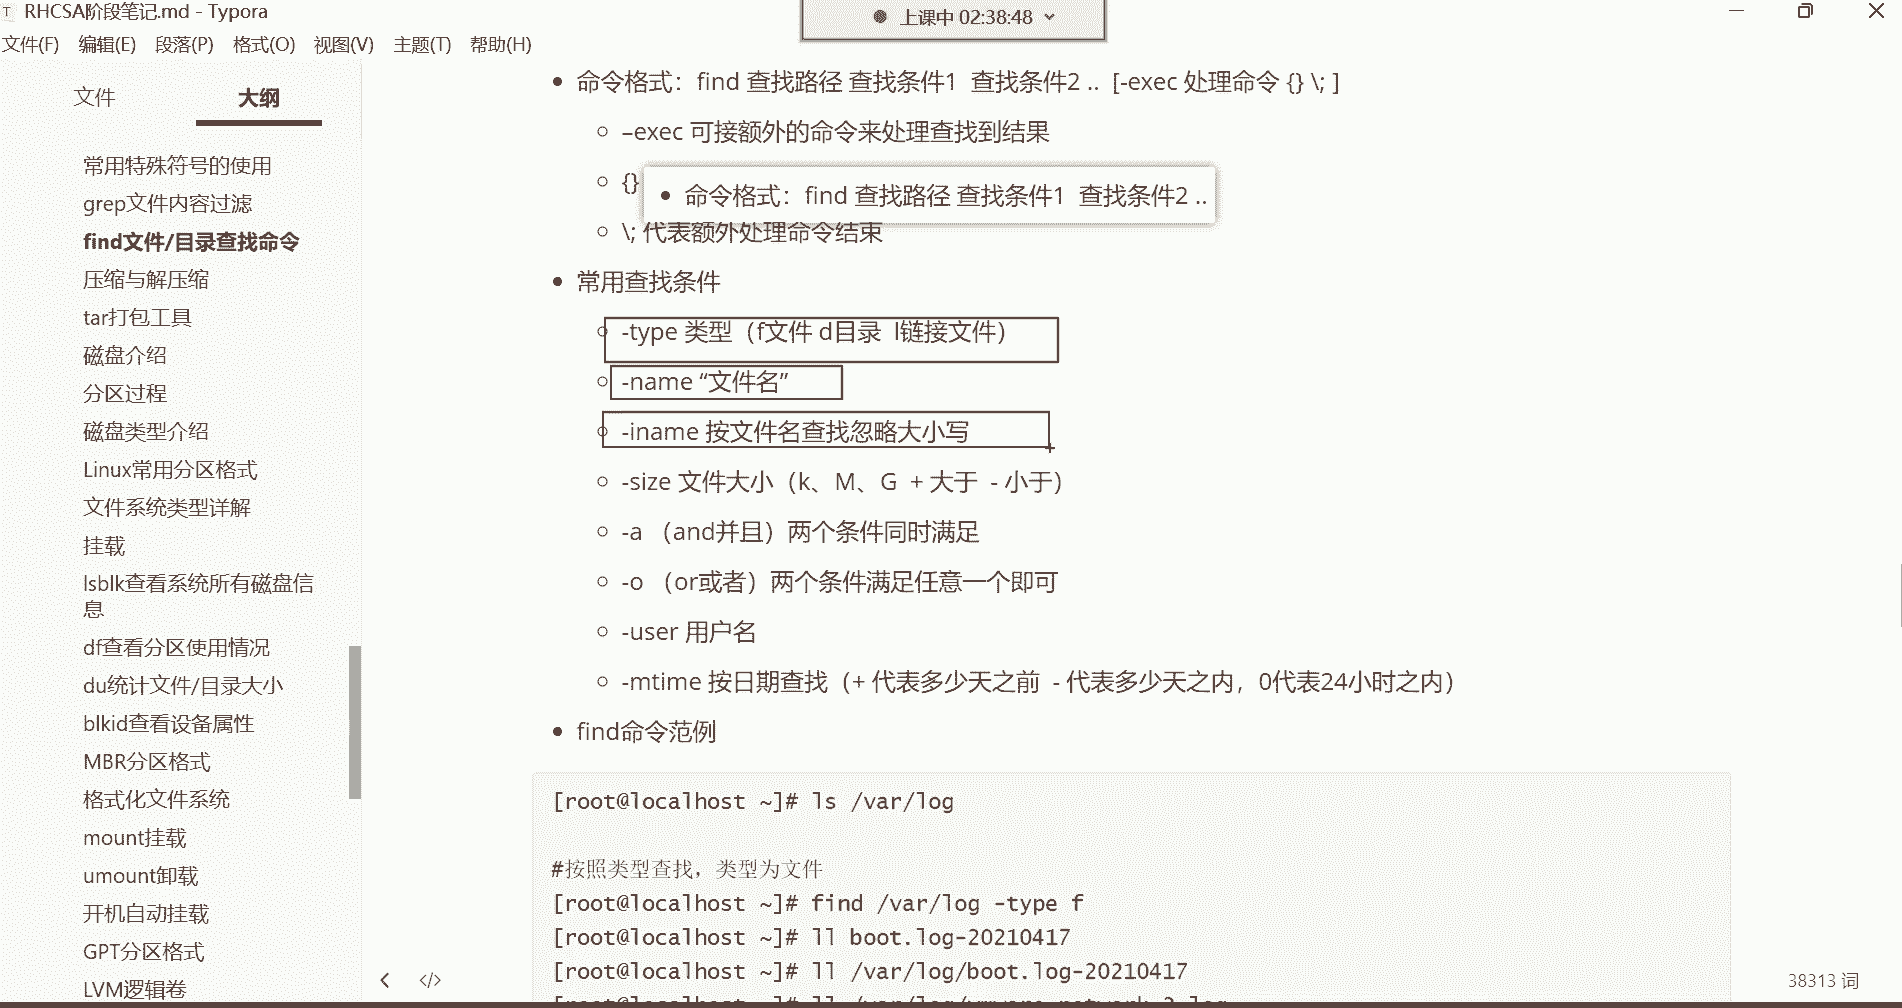 RHCSA阶段笔记.md - Typora
上课中 02:38:48
文件(F) 编辑(E) 段落(P) 格式(O) 视图(V) 主题(T) 帮助(H)
文件 大纲
常用特殊符号的使用
grep文件内容过滤
find文件/目录查找命令
压缩与解压缩
tar打包工具
磁盘介绍
分区过程
磁盘类型介绍
Linux常用分区格式
文件系统类型详解
挂载
lsblk查看系统所有磁盘信
息
df查看分区使用情况
du统计文件/目录大小
blkid查看设备属性
MBR分区格式
格式化文件系统
mount挂载
umount卸载
开机自动挂载
GPT分区格式
LVM逻辑卷
命令格式：find 查找路径 查找条件1 查找条件2 .. [-exec 处理命令 {} \; ]
–exec 可接额外的命令来处理查找到结果
{}
命令格式：find 查找路径 查找条件1 查找条件2 ..
\; 代表额外处理命令结束
常用查找条件
-type 类型（f文件 d目录 l链接文件）
-name “文件名”
-iname 按文件名查找忽略大小写
-size 文件大小（k、M、G + 大于 - 小于）
-a （and并且）两个条件同时满足
-o （or或者）两个条件满足任意一个即可
-user 用户名
-mtime 按日期查找（+ 代表多少天之前 - 代表多少天之内，0代表24小时之内）
find命令范例
[root@localhost ~]# ls /var/log
#按照类型查找，类型为文件
[root@localhost ~]# find /var/log -type f
[root@localhost ~]# ll boot.log-20210417
[root@localhost ~]# ll /var/log/boot.log-20210417
38313 词